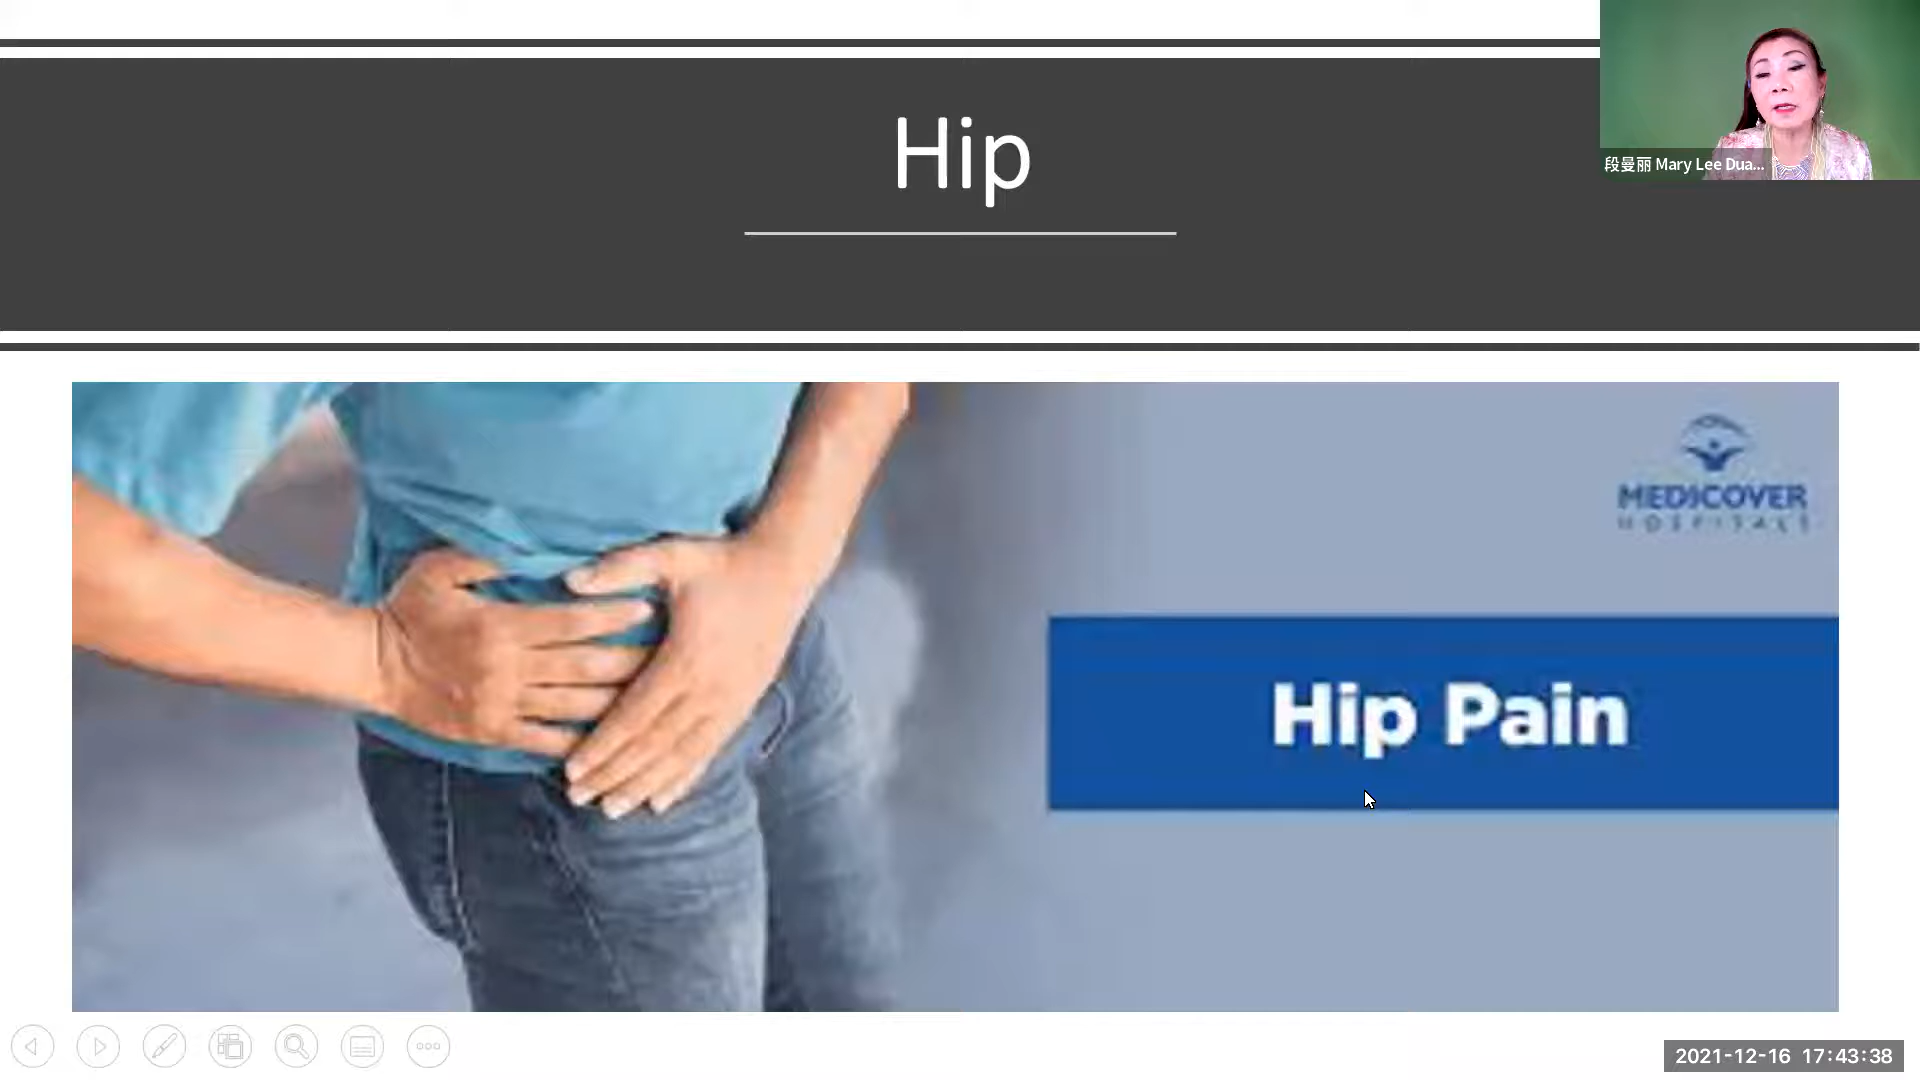 Hip
段曼丽 Mary Lee Dua...
MEDICOVER
HOSPITALS
Hip Pain
2021-12-16 17:43:38